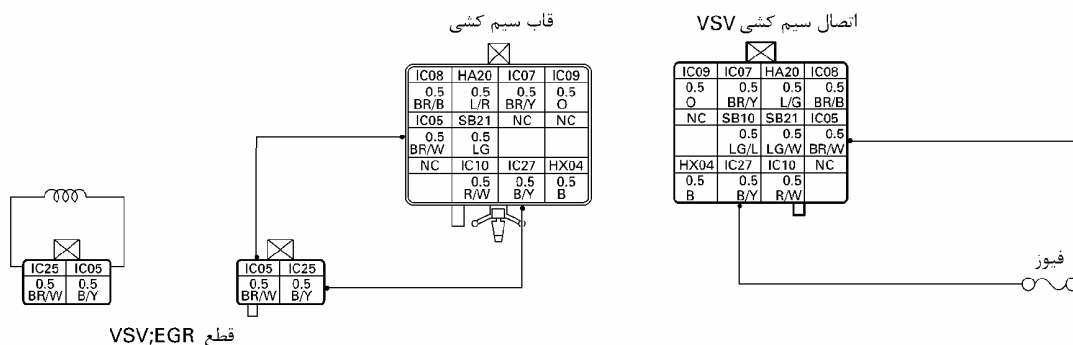 قاب سیم کشی
اتصال سیم کشی VSV
IC08 HA20 IC07 IC09
0.5 0.5 0.5 0.5
BR/B L/R BR/Y O
IC05 SB21 NC NC
0.5 0.5
BR/W LG
NC IC10 IC27 HX04
0.5 0.5 0.5
R/W B/Y B
IC09 IC07 HA20 IC08
0.5 0.5 0.5 0.5
O BR/Y L/G BR/B
NC SB10 SB21 IC05
0.5 0.5 0.5
LG/L LG/W BR/W
HX04 IC27 IC10 NC
0.5 0.5 0.5
B B/Y R/W
فیوز
IC25 IC05
0.5 0.5
BR/W B/Y
IC05 IC25
0.5 0.5
BR/W B/Y
قطع VSV;EGR